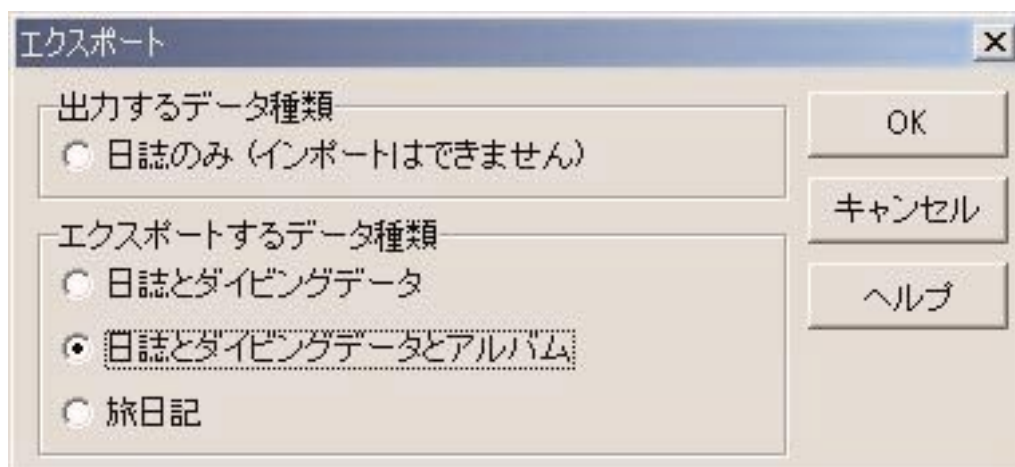 エクスポート
出力するデータ種類
日誌のみ（インポートはできません）
エクスポートするデータ種類
日誌とダイビングデータ
日誌とダイビングデータとアルバム
旅日記
OK
キャンセル
ヘルプ